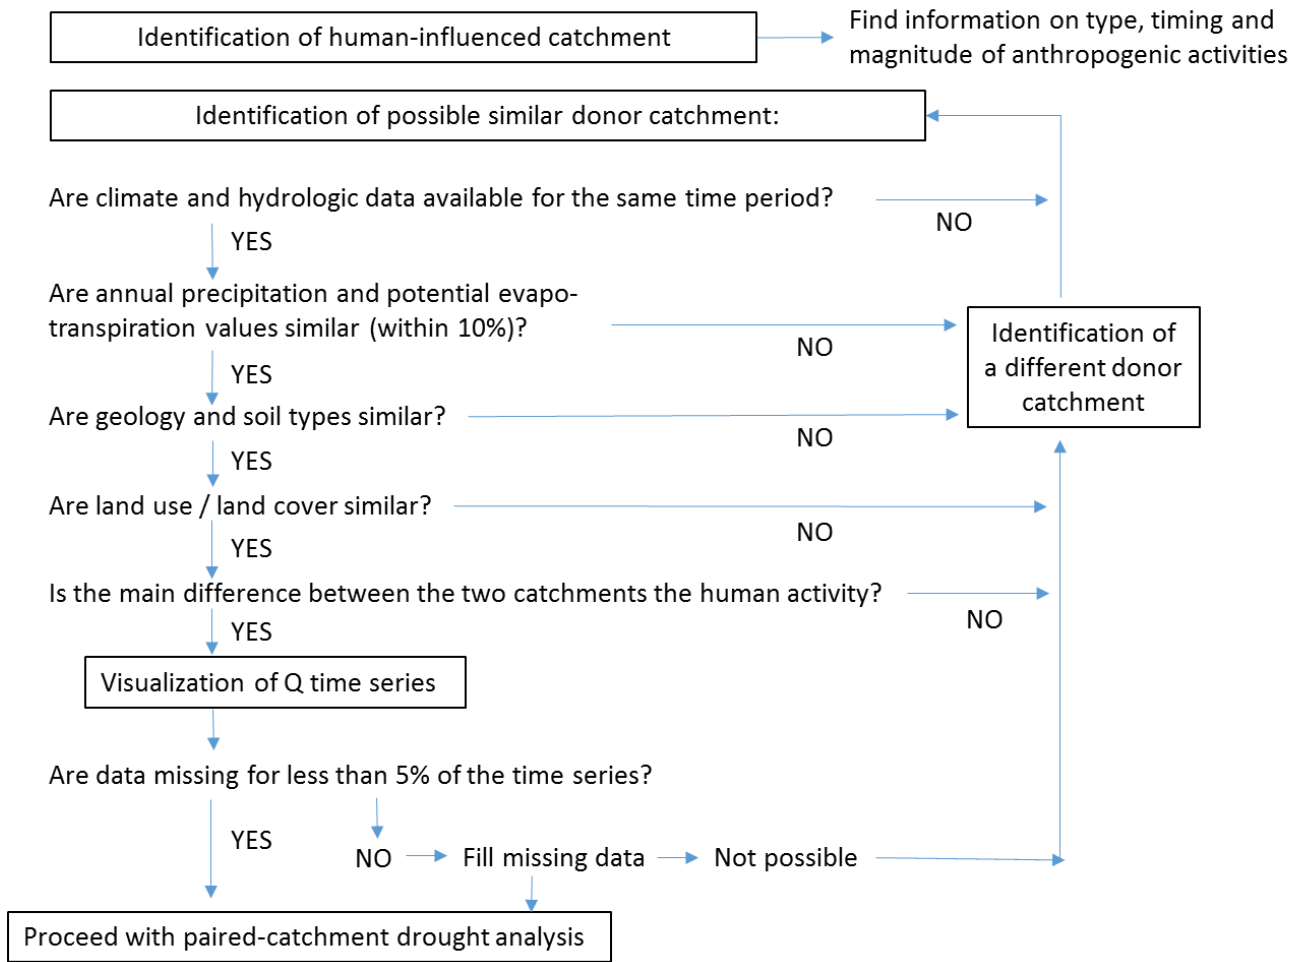 Identification of human-influenced catchment
Find information on type, timing and
magnitude of anthropogenic activities
Identification of possible similar donor catchment:
Are climate and hydrologic data available for the same time period?
NO
YES
Are annual precipitation and potential evapo-
transpiration values similar (within 10%)?
NO
Identification of
a different donor
catchment
YES
Are geology and soil types similar?
NO
YES
Are land use / land cover similar?
NO
YES
Is the main difference between the two catchments the human activity?
NO
YES
Visualization of Q time series
Are data missing for less than 5% of the time series?
YES
NO
Fill missing data
Not possible
Proceed with paired-catchment drought analysis